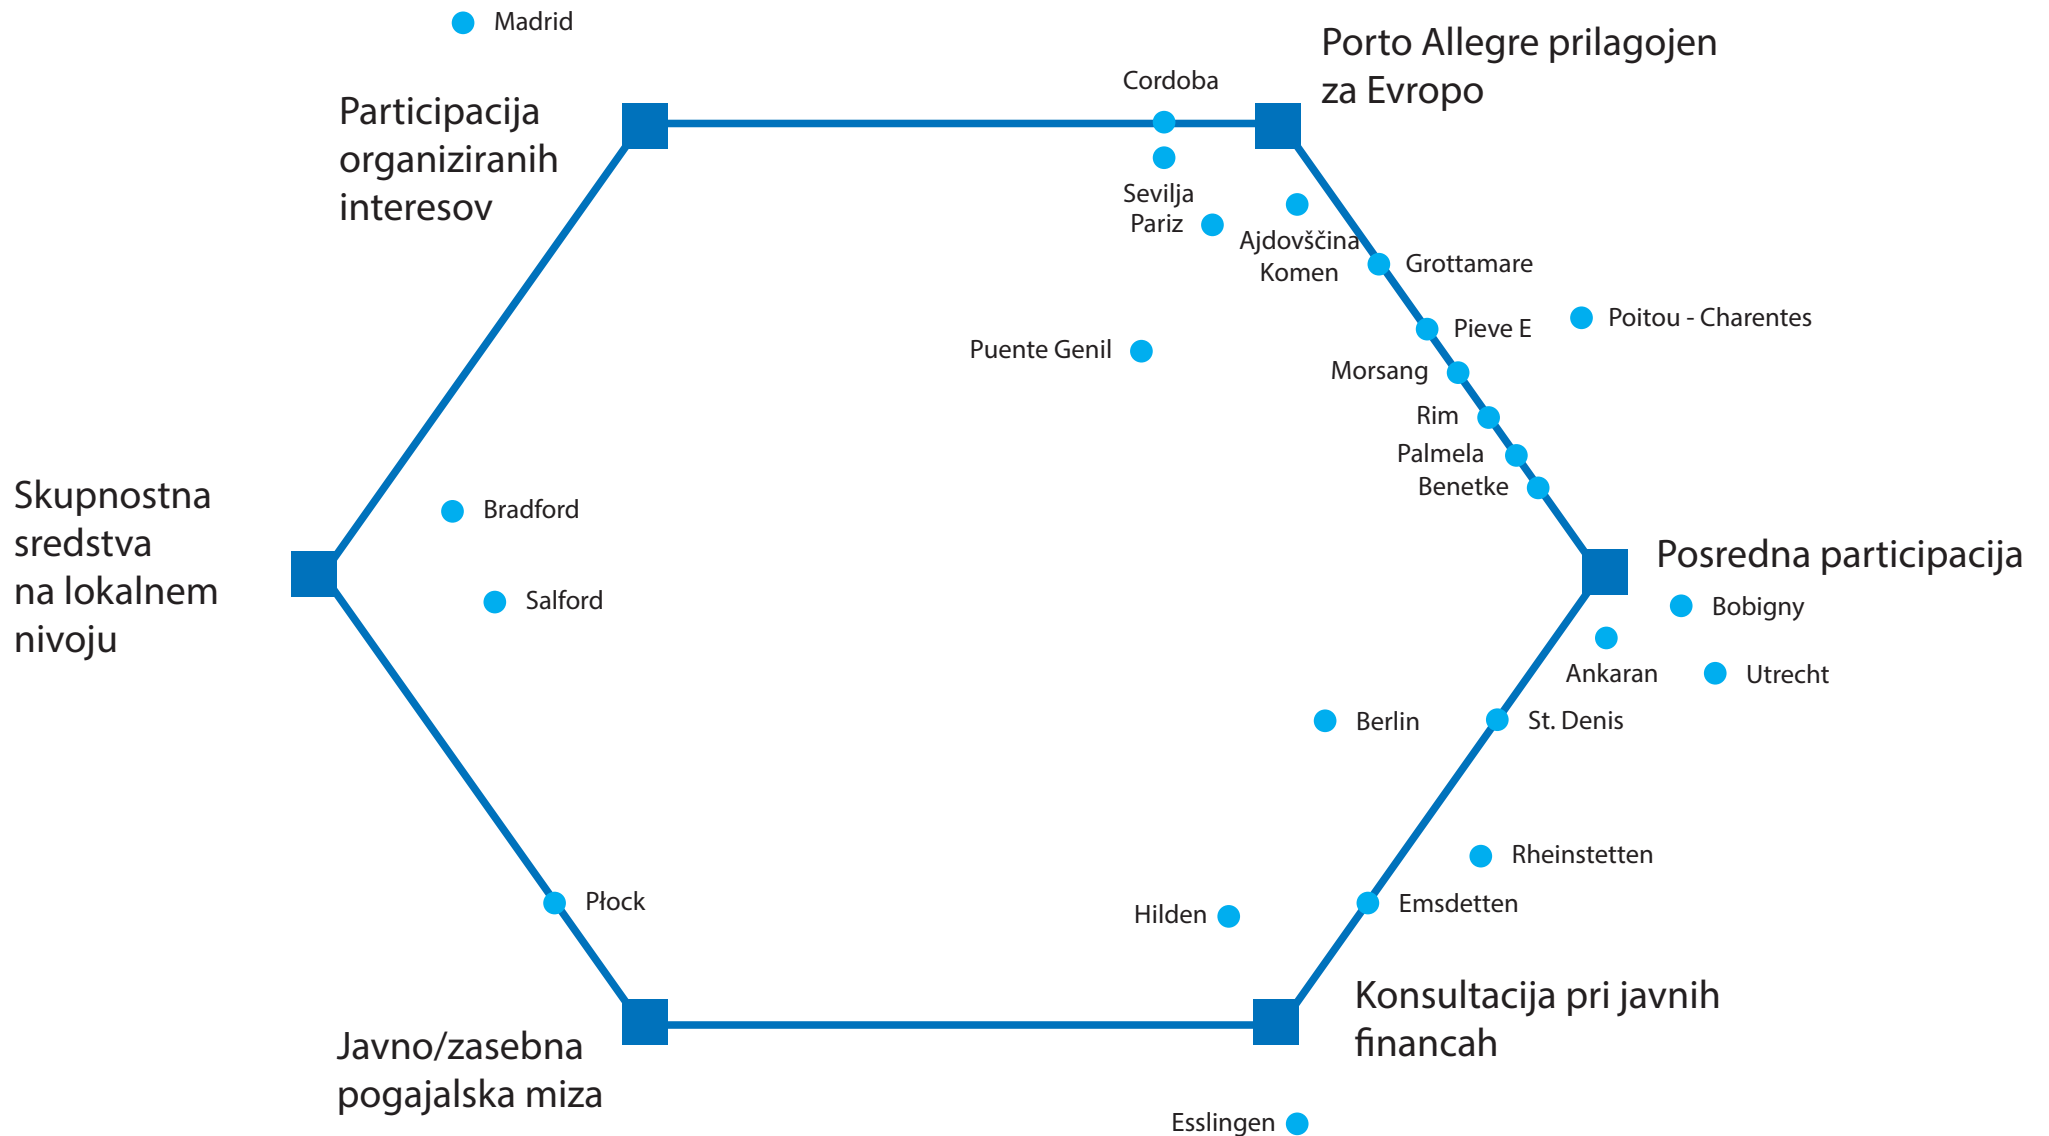 Madrid
Porto Allegre prilagojen
za Evropo
Cordoba
Participacija
organiziranih
interesov
Sevilja
Pariz
Ajdovščina
Komen
Grottamare
Poitou - Charentes
Pieve E
Puente Genil
Morsang
Rim
Palmela
Benetke
Skupnostna
sredstva
na lokalnem
nivoju
Bradford
Posredna participacija
Salford
Bobigny
Ankaran
Utrecht
Berlin
St. Denis
Rheinstetten
Płock
Hilden
Emsdetten
Konsultacija pri javnih
financah
Javno/zasebna
pogajalska miza
Esslingen